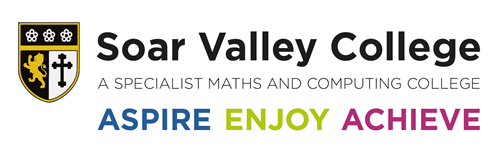 Soar Valley College
A SPECIALIST MATHS AND COMPUTING COLLEGE
ASPIRE ENJOY ACHIEVE